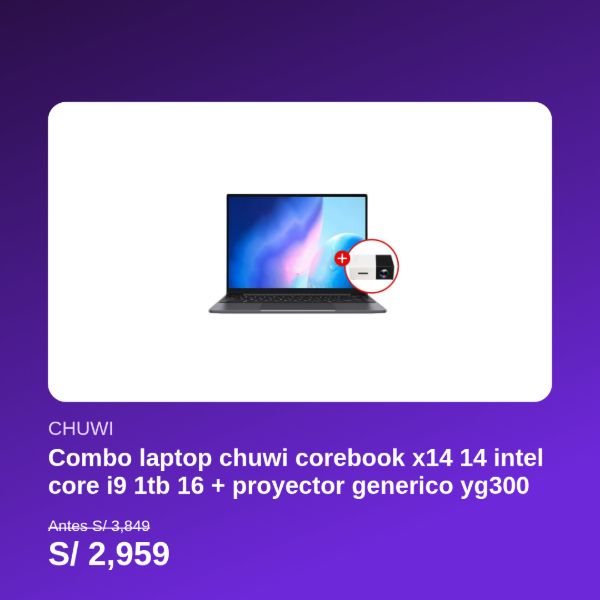 CHUWI
Combo laptop chuwi corebook x14 14 intel
core i9 1tb 16 + proyector generico yg300
Antes S/ 3,849
S/ 2,959